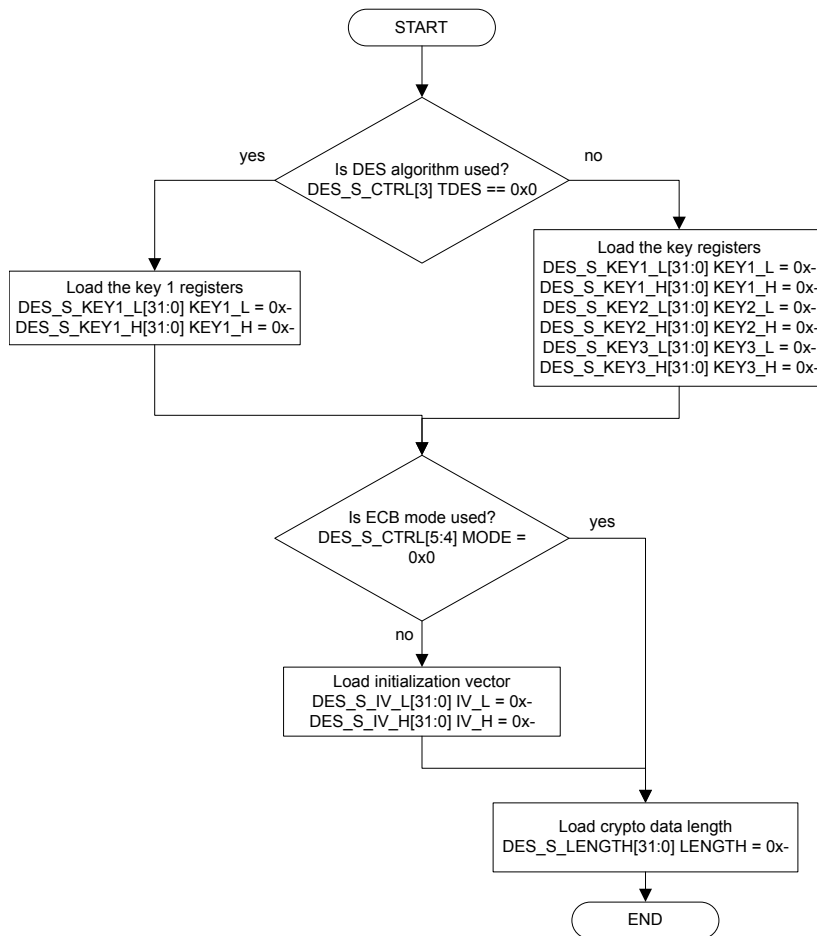 START
Is DES algorithm used?
DES_S_CTRL[3] TDES == 0x0
yes
no
Load the key 1 registers
DES_S_KEY1_L[31:0] KEY1_L = 0x-
DES_S_KEY1_H[31:0] KEY1_H = 0x-
Load the key registers
DES_S_KEY1_L[31:0] KEY1_L = 0x-
DES_S_KEY1_H[31:0] KEY1_H = 0x-
DES_S_KEY2_L[31:0] KEY2_L = 0x-
DES_S_KEY2_H[31:0] KEY2_H = 0x-
DES_S_KEY3_L[31:0] KEY3_L = 0x-
DES_S_KEY3_H[31:0] KEY3_H = 0x-
Is ECB mode used?
DES_S_CTRL[5:4] MODE =
0x0
yes
no
Load initialization vector
DES_S_IV_L[31:0] IV_L = 0x-
DES_S_IV_H[31:0] IV_H = 0x-
Load crypto data length
DES_S_LENGTH[31:0] LENGTH = 0x-
END